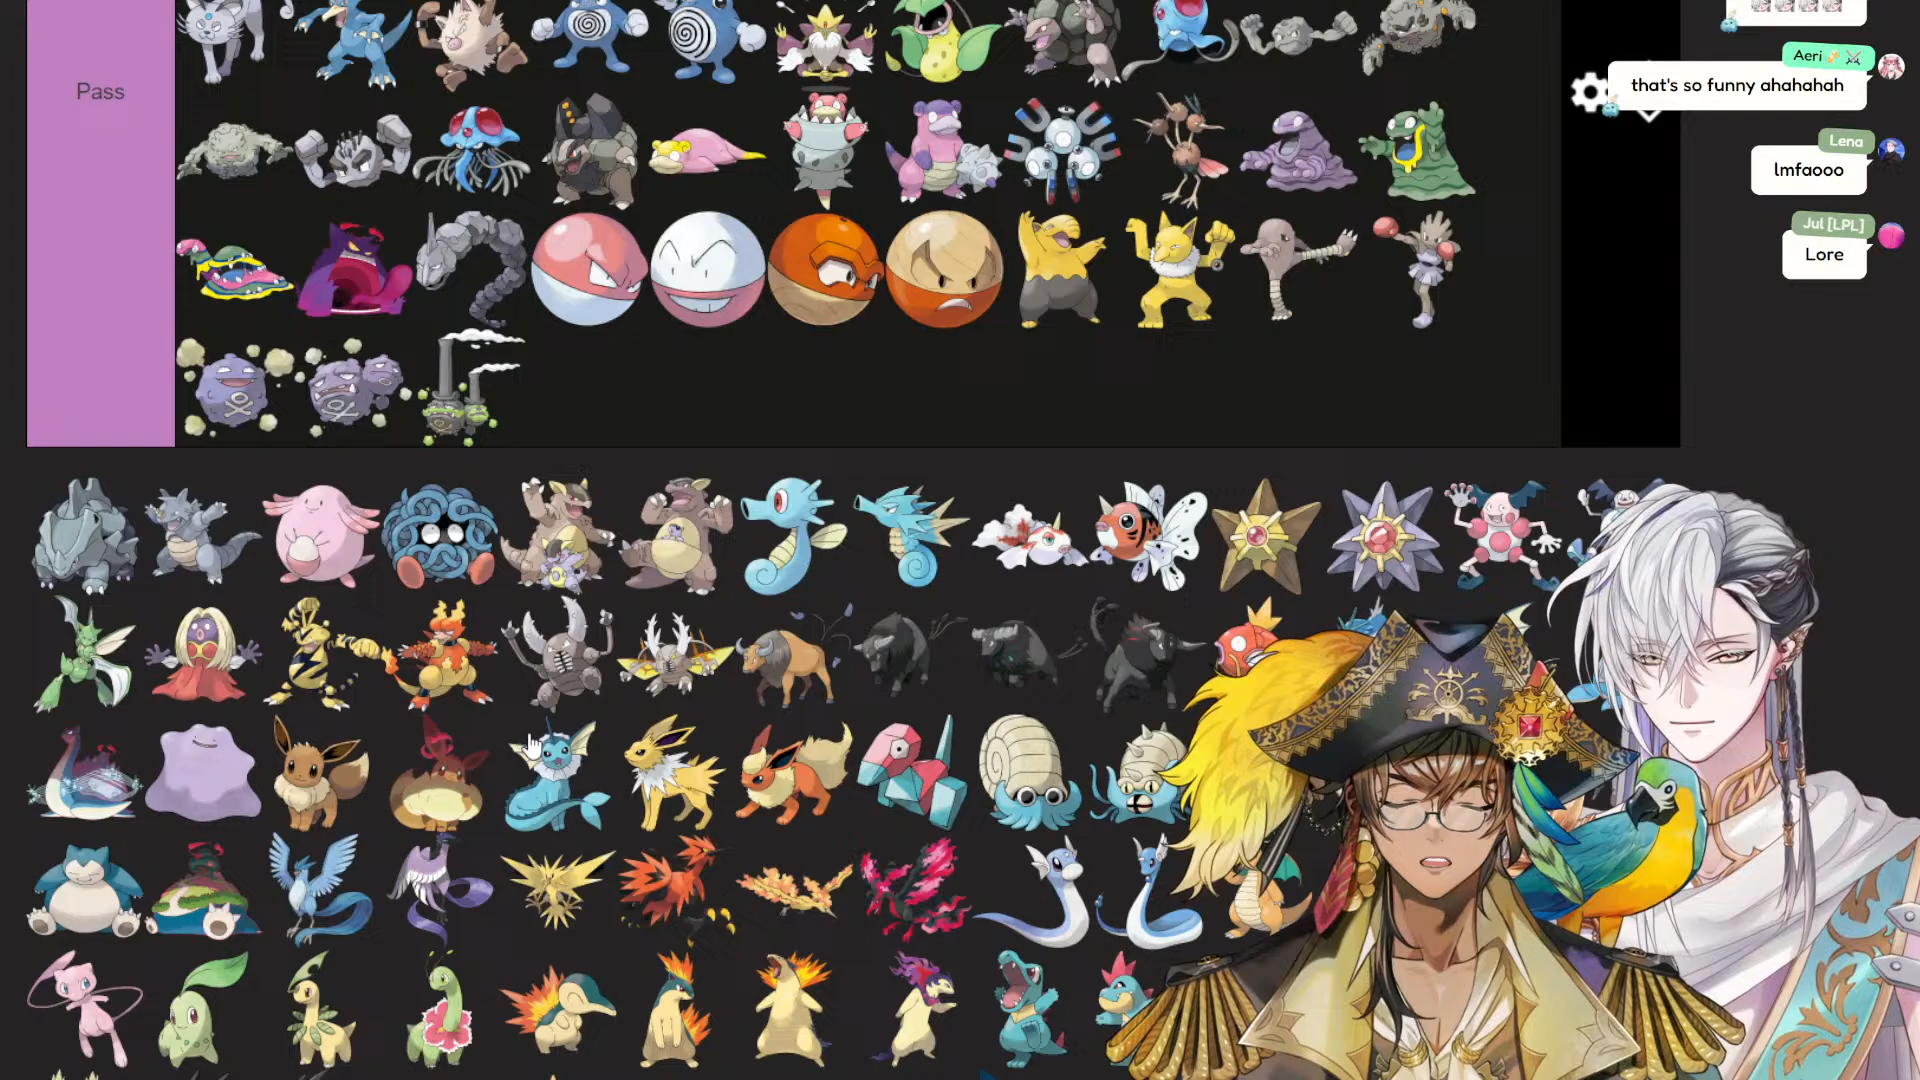 Pass
Aeri
that's so funny ahahahah
Lena
lmfaooo
Jul [LPL]
Lore